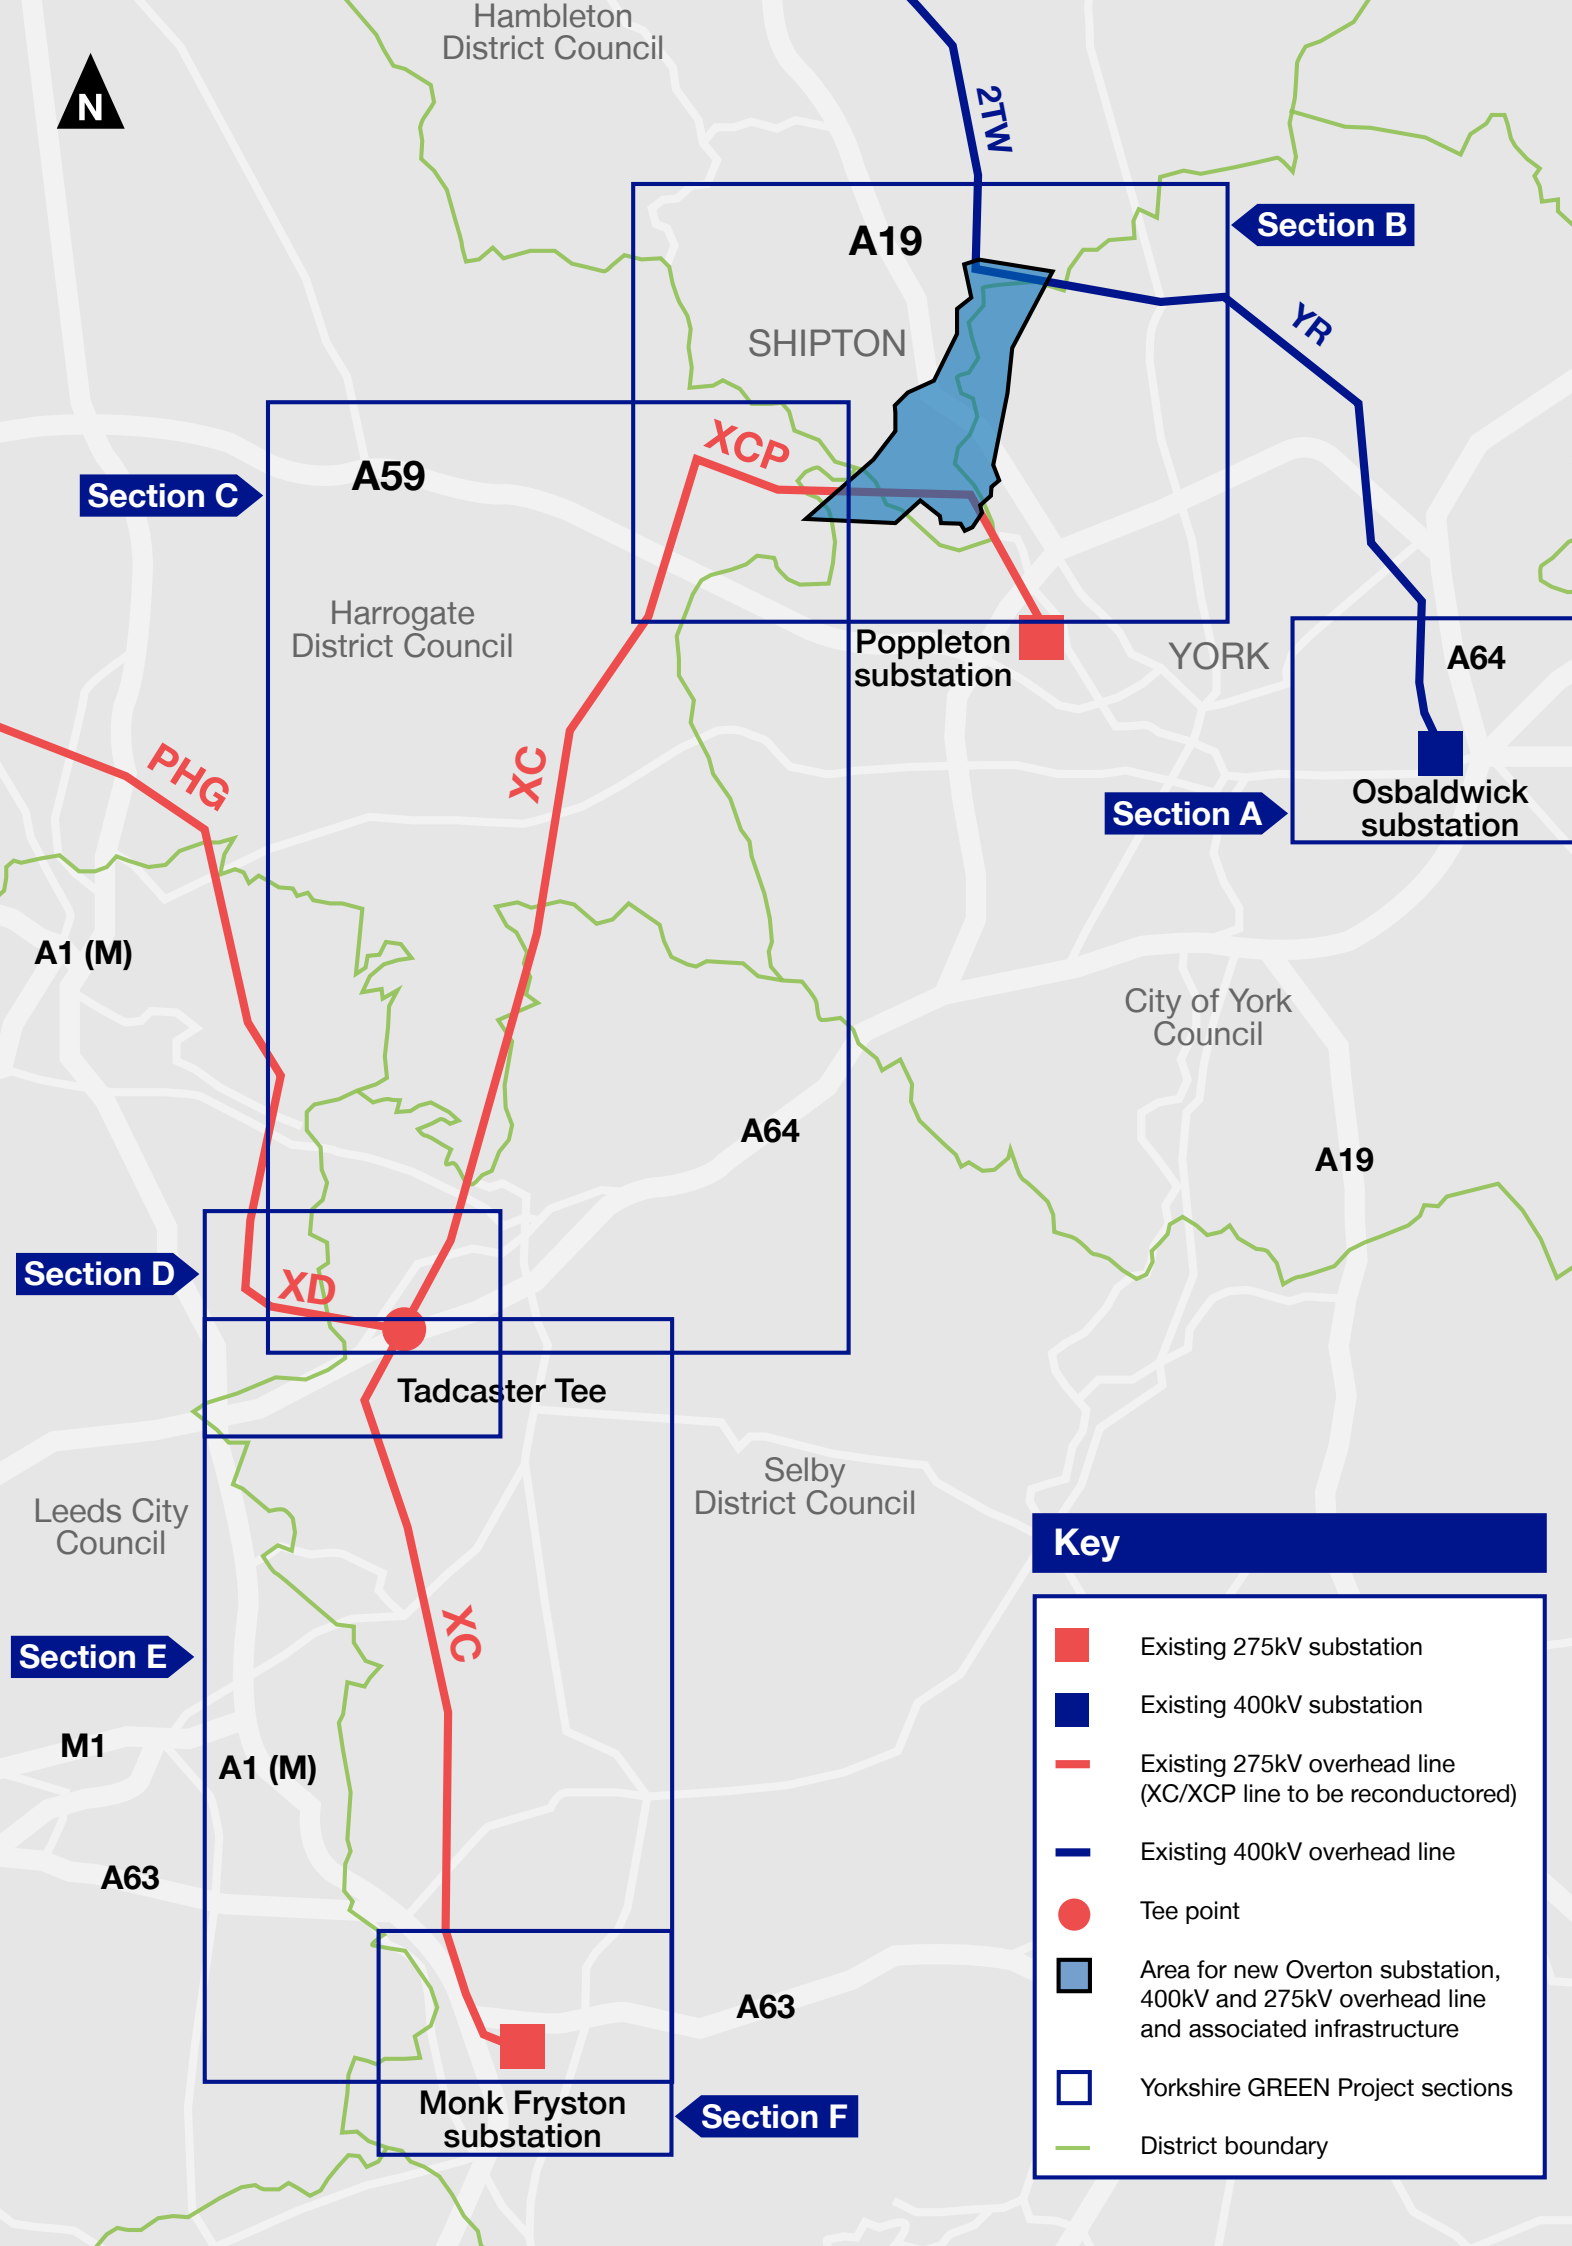 Hambleton
District Council
N
2TW
Section B
A19
SHIPTON
YR
XCP
A59
Section C
Harrogate
District Council
Poppleton
substation
YORK
A64
PHG
XC
Osbaldwick
substation
Section A
A1 (M)
City of York
Council
A64
A19
Section D
XD
Tadcaster Tee
Selby
District Council
Leeds City
Council
XC
Section E
M1
A1 (M)
A63
A63
Monk Fryston
substation
Section F
Key
Existing 275kV substation
Existing 400kV substation
Existing 275kV overhead line
(XC/XCP line to be reconductored)
Existing 400kV overhead line
Tee point
Area for new Overton substation,
400kV and 275kV overhead line
and associated infrastructure
Yorkshire GREEN Project sections
District boundary